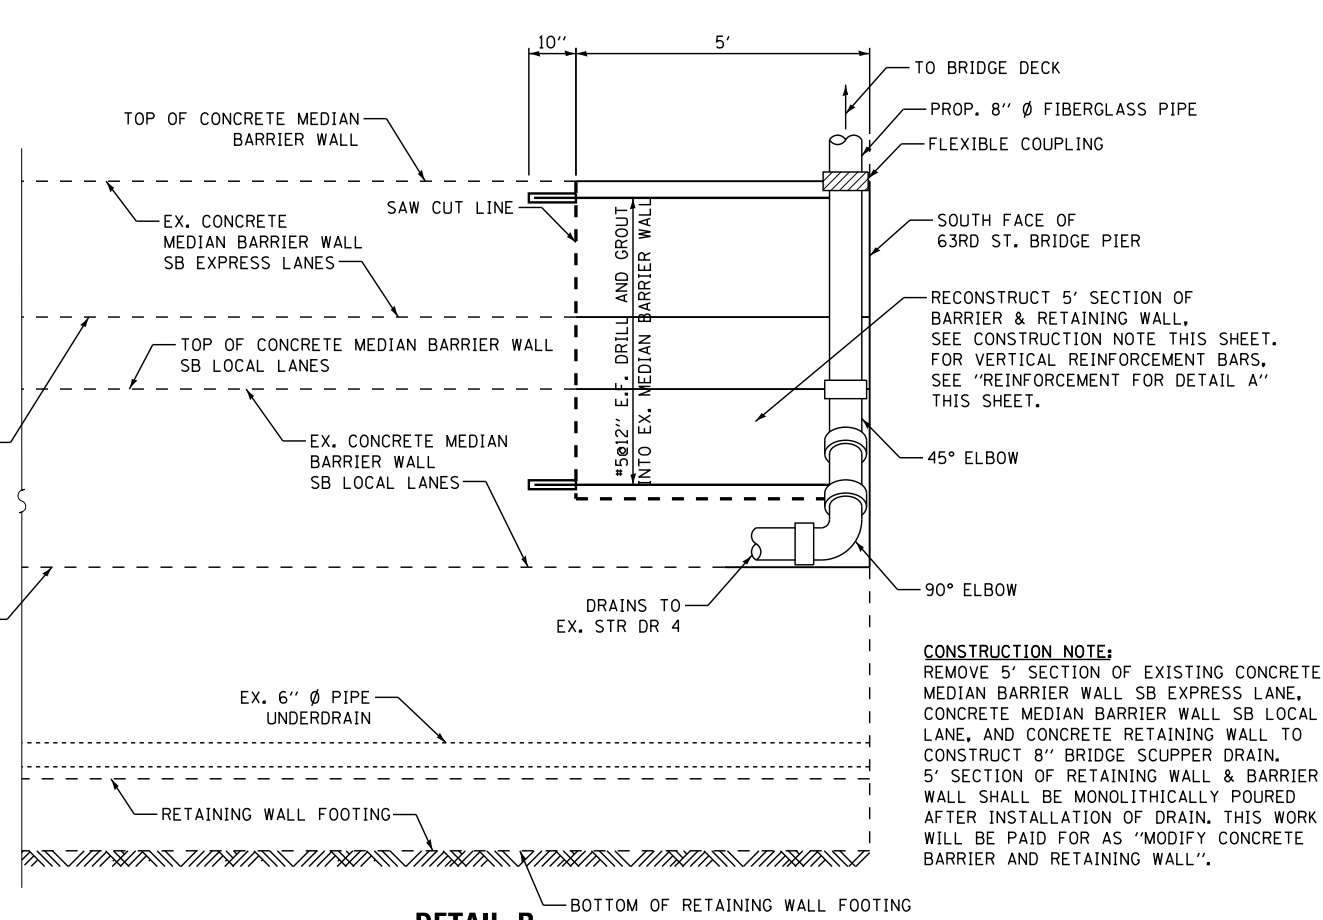 10''
5'
TO BRIDGE DECK
PROP. 8'' Ø FIBERGLASS PIPE
FLEXIBLE COUPLING
TOP OF CONCRETE MEDIAN
BARRIER WALL
SAW CUT LINE
EX. CONCRETE
MEDIAN BARRIER WALL
SB EXPRESS LANES
SOUTH FACE OF
63RD ST. BRIDGE PIER
#5@12'' E.F. DRILL AND GROUT
INTO EX. MEDIAN BARRIER WALL
RECONSTRUCT 5' SECTION OF
BARRIER & RETAINING WALL,
SEE CONSTRUCTION NOTE THIS SHEET.
FOR VERTICAL REINFORCEMENT BARS,
SEE ''REINFORCEMENT FOR DETAIL A''
THIS SHEET.
TOP OF CONCRETE MEDIAN BARRIER WALL
SB LOCAL LANES
EX. CONCRETE MEDIAN
BARRIER WALL
SB LOCAL LANES
45° ELBOW
90° ELBOW
DRAINS TO
EX. STR DR 4
EX. 6'' Ø PIPE
UNDERDRAIN
RETAINING WALL FOOTING
BOTTOM OF RETAINING WALL FOOTING
CONSTRUCTION NOTE:
REMOVE 5' SECTION OF EXISTING CONCRETE
MEDIAN BARRIER WALL SB EXPRESS LANE,
CONCRETE MEDIAN BARRIER WALL SB LOCAL
LANE, AND CONCRETE RETAINING WALL TO
CONSTRUCT 8'' BRIDGE SCUPPER DRAIN.
5' SECTION OF RETAINING WALL & BARRIER
WALL SHALL BE MONOLITHICALLY POURED
AFTER INSTALLATION OF DRAIN. THIS WORK
WILL BE PAID FOR AS ''MODIFY CONCRETE
BARRIER AND RETAINING WALL''.
DETAIL